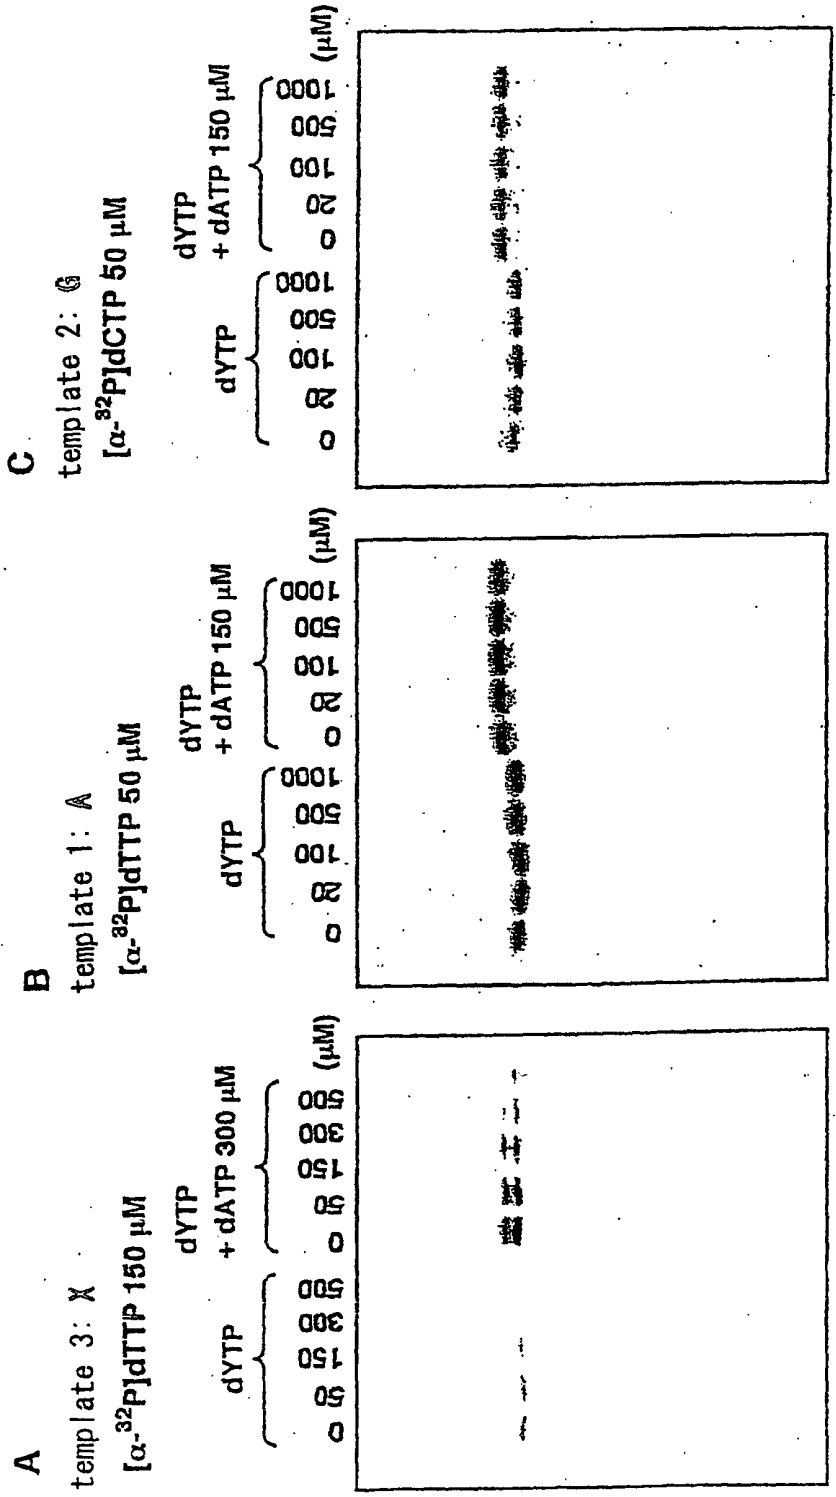 A
template 3: X
[α-³²P]dTTP 150 μM
dYTP
dYTP
+ dATP 300 μM
0 50 150 300 500 0 50 150 300 500 (μM)
B
template 1: A
[α-³²P]dTTP 50 μM
dYTP
dYTP
+ dATP 150 μM
0 20 100 500 1000 0 20 100 500 1000 (μM)
C
template 2: G
[α-³²P]dCTP 50 μM
dYTP
dYTP
+ dATP 150 μM
0 20 100 500 1000 0 20 100 500 1000 (μM)